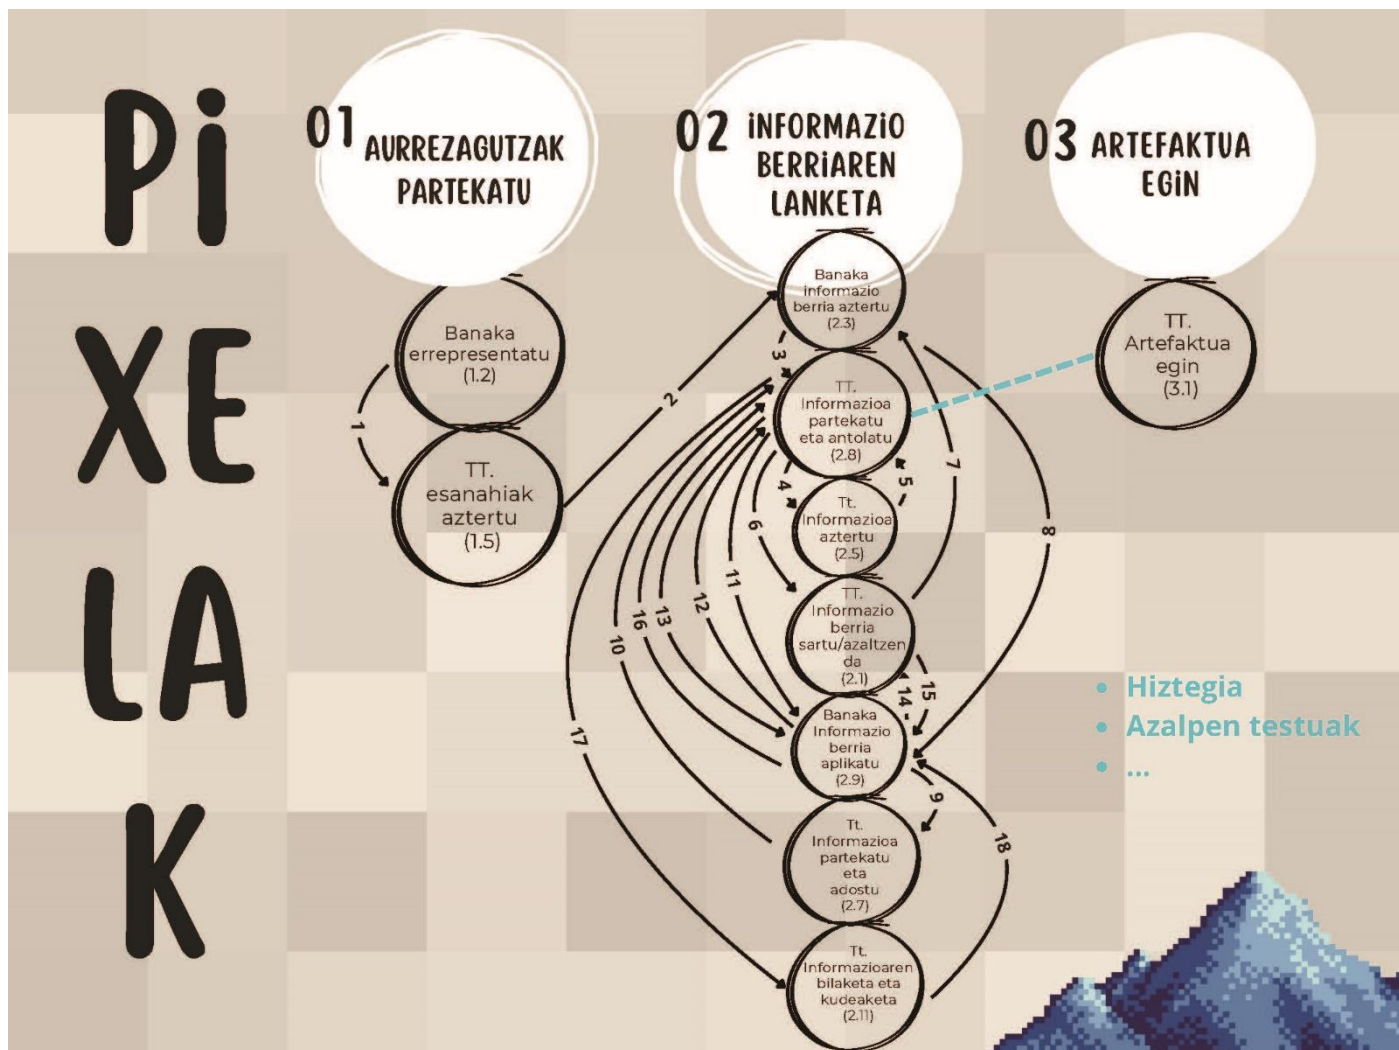 Pi
XE
LA
K
01 AURREZAGUTZAK
PARTEKATU
Banaka
errepresentatu
(1.2)
1
TT.
esanahiak
aztertu
(1.5)
2
02 iNFORMAZIO
BERRiAREN
LANKETA
Banaka
informazio
berria aztertu
(2.3)
3
TT.
Informazioa
partekatu
eta antolatu
(2.8)
4
5
6
7
8
Tt.
Informazioa
aztertu
(2.5)
TT.
Informazio
berria
sartu/azaltzen
da
(2.1)
11
12
13
16
10
17
14
15
Banaka
Informazio
berria
aplikatu
(2.9)
9
Tt.
Informazioa
partekatu
eta
adostu
(2.7)
18
Tt.
Informazioaren
bilaketa eta
kudeaketa
(2.11)
03 ARTEFAKTUA
EGiN
TT.
Artefaktua
egin
(3.1)
• Hiztegia
• Azalpen testuak
• ...